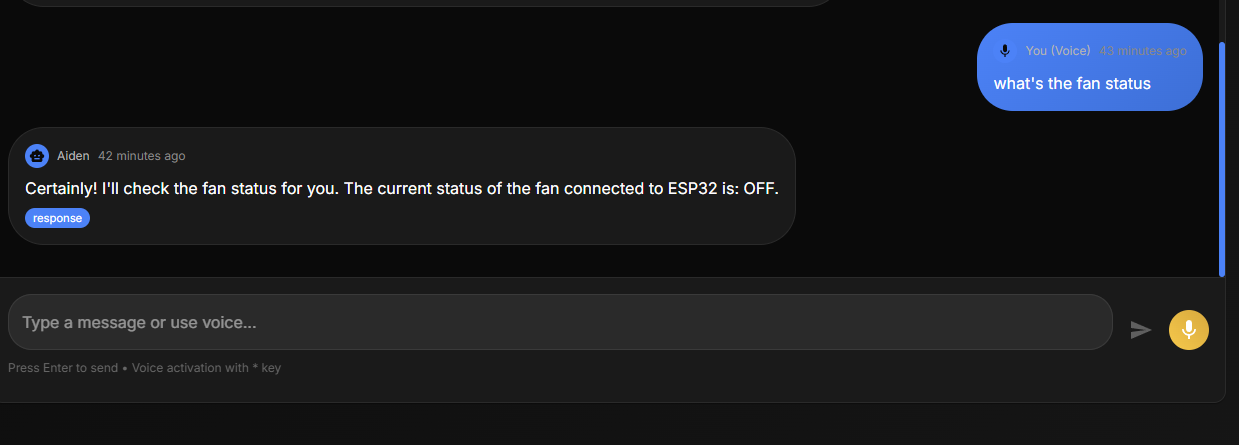 You (Voice) 43 minutes ago
what's the fan status
Aiden 42 minutes ago
Certainly! I'll check the fan status for you. The current status of the fan connected to ESP32 is: OFF.
response
Type a message or use voice...
Press Enter to send • Voice activation with * key